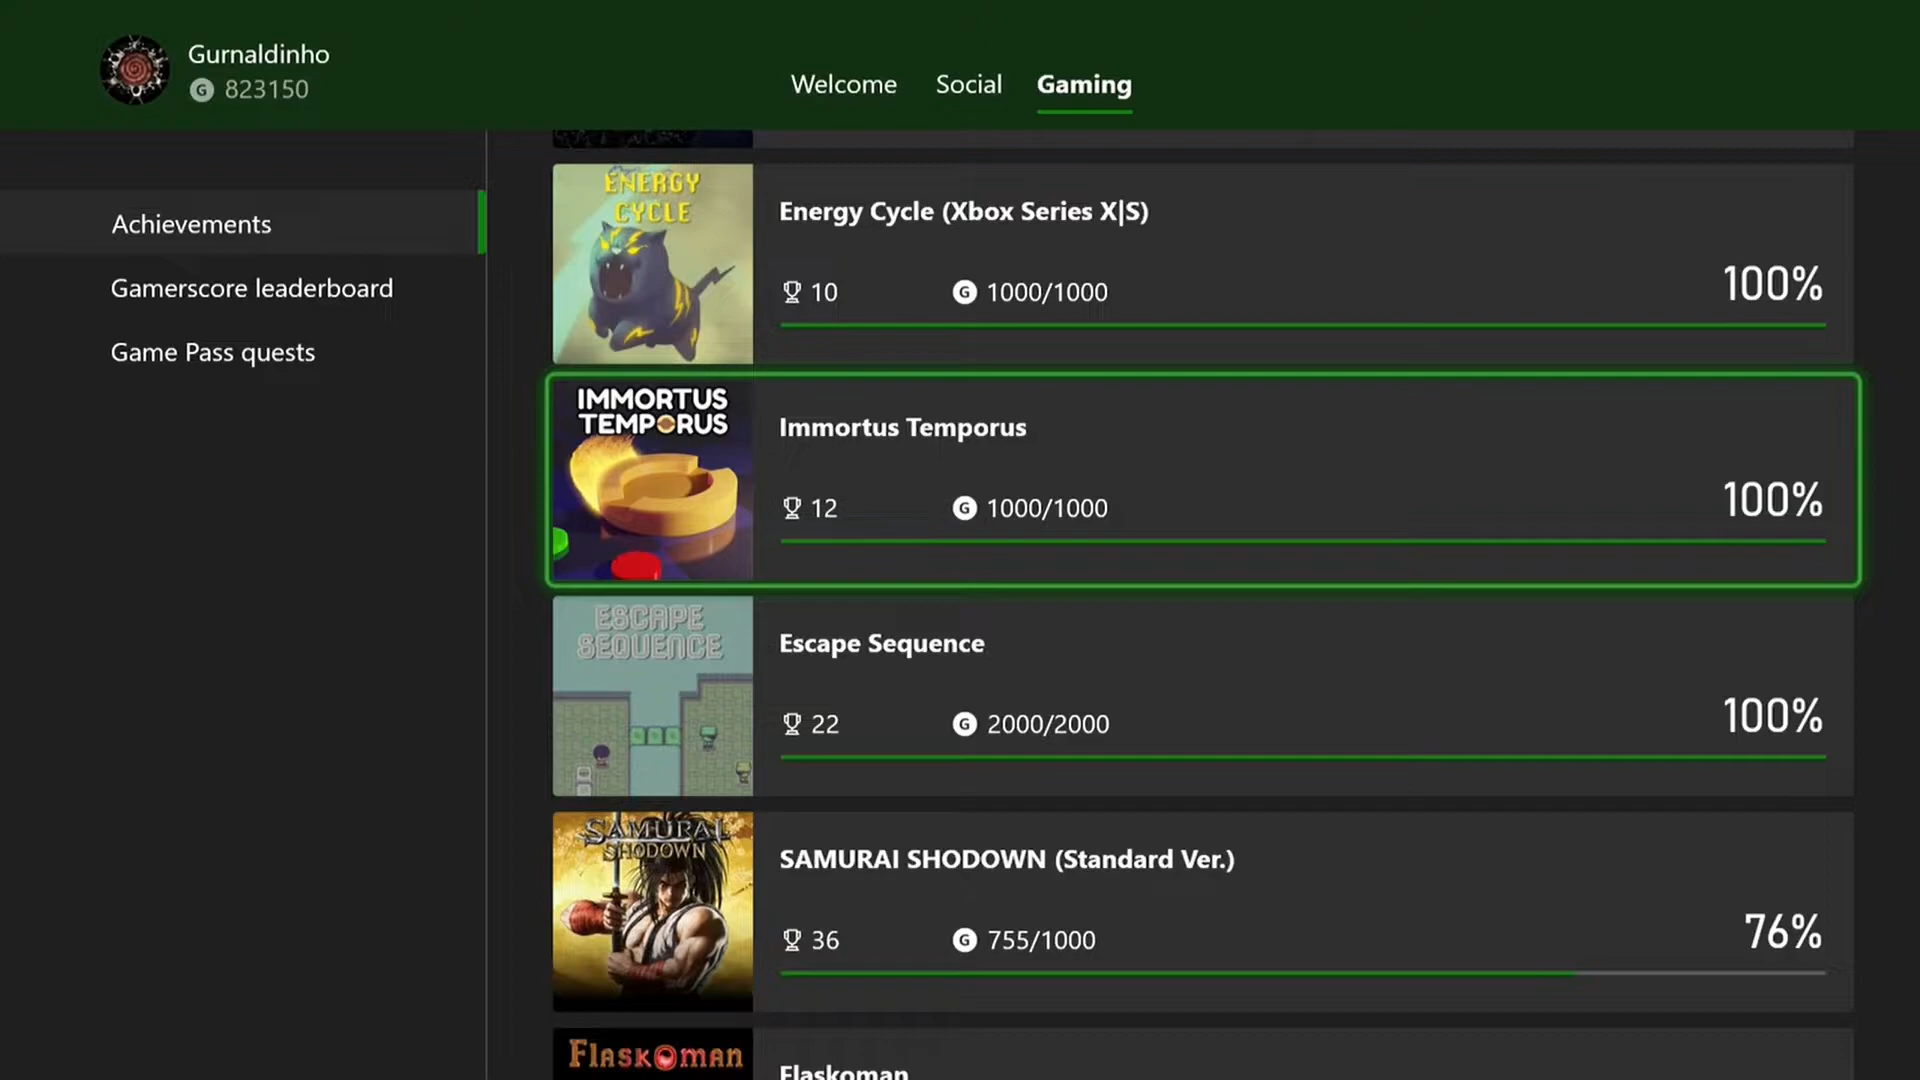 Gurnaldinho
G 823150
Welcome Social Gaming
Achievements
Gamerscore leaderboard
Game Pass quests
ENERGY
CYCLE
Energy Cycle (Xbox Series X|S)
10 G 1000/1000 100%
IMMORTUS
TEMPORUS
Immortus Temporus
12 G 1000/1000 100%
ESCAPE
SEQUENCE
Escape Sequence
22 G 2000/2000 100%
SAMURAI
SHODOWN
SAMURAI SHODOWN (Standard Ver.)
36 G 755/1000 76%
FLASKOMAN
Flaskoman